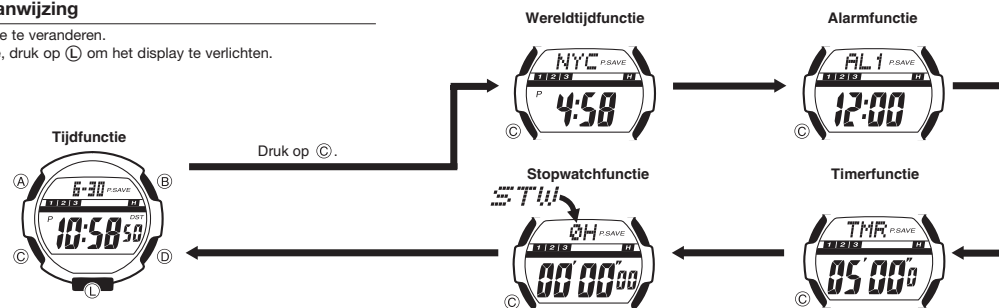 anwijzing
e te veranderen.
e, druk op Ⓛ om het display te verlichten.
Wereldtijdfunctie
NYC P.SAVE
1 2 3 H
P
4:58
Ⓒ
Alarmfunctie
AL1 P.SAVE
1 2 3 H
12:00
Ⓒ
Tijdfunctie
Druk op Ⓒ.
Ⓐ Ⓑ
6-30 P.SAVE
1 2 3 H
P DST
10:58 50
Ⓒ Ⓓ
Ⓛ
Stopwatchfunctie
STW
0H P.SAVE
1 2 3 H
00'00"00
Ⓒ
Timerfunctie
TMR P.SAVE
1 2 3 H
05'00"0
Ⓒ